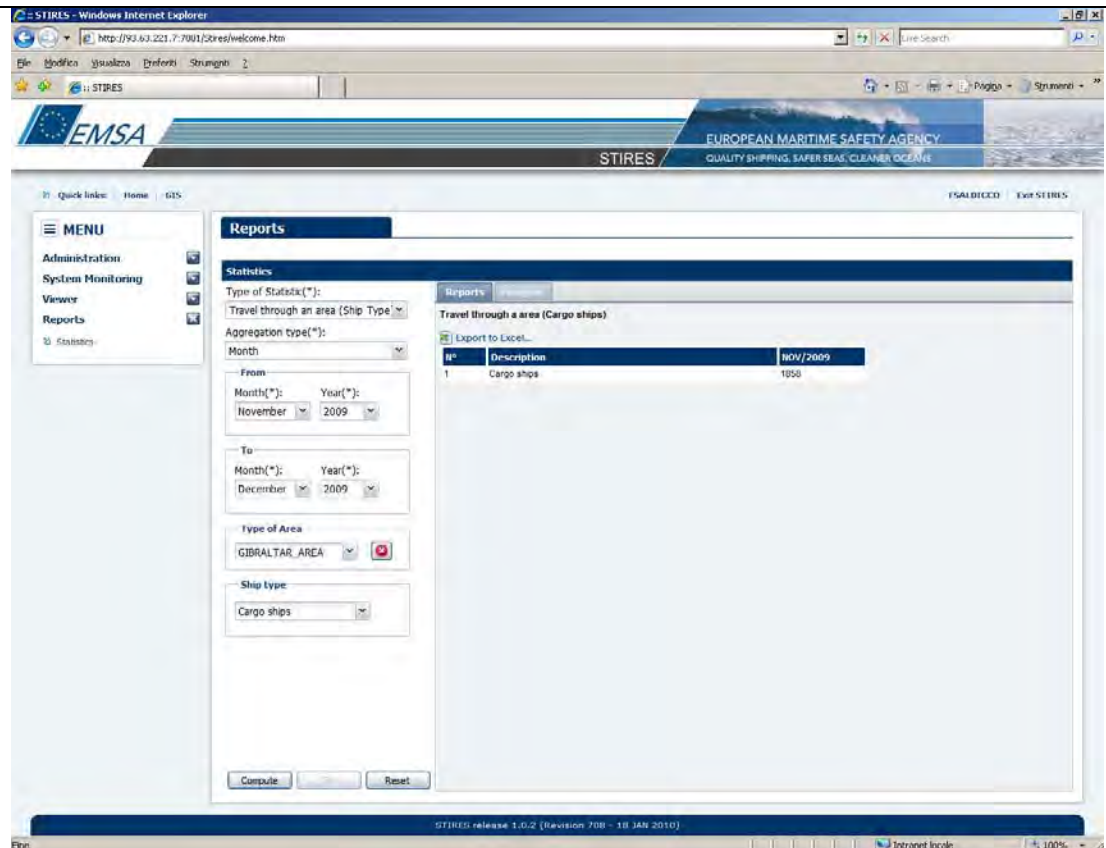 :: STIRES - Windows Internet Explorer
http://93.63.221.7:7001/Stires/welcome.htm
Live Search
File Modifica Visualizza Preferiti Strumenti ?
:: STIRES
Pagina Strumenti
EMSA
STIRES
EUROPEAN MARITIME SAFETY AGENCY
QUALITY SHIPPING, SAFER SEAS, CLEANER OCEANS
Quick links: Home GIS
FSALDICCO Exit STIRES
MENU
Administration
System Monitoring
Viewer
Reports
Statistics
Reports
Statistics
Type of Statistic(*):
Travel through an area (Ship Type)
Aggregation type(*):
Month
From
Month(*): Year(*):
November 2009
To
Month(*): Year(*):
December 2009
Type of Area
GIBRALTAR_AREA
Ship type
Cargo ships
Compute
Reset
Reports
Travel through a area (Cargo ships)
Export to Excel...
N° Description NOV/2009
1 Cargo ships 1858
STIRES release 1.0.2 (Revision 708 - 18 JAN 2010)
Fine
Intranet locale 100%